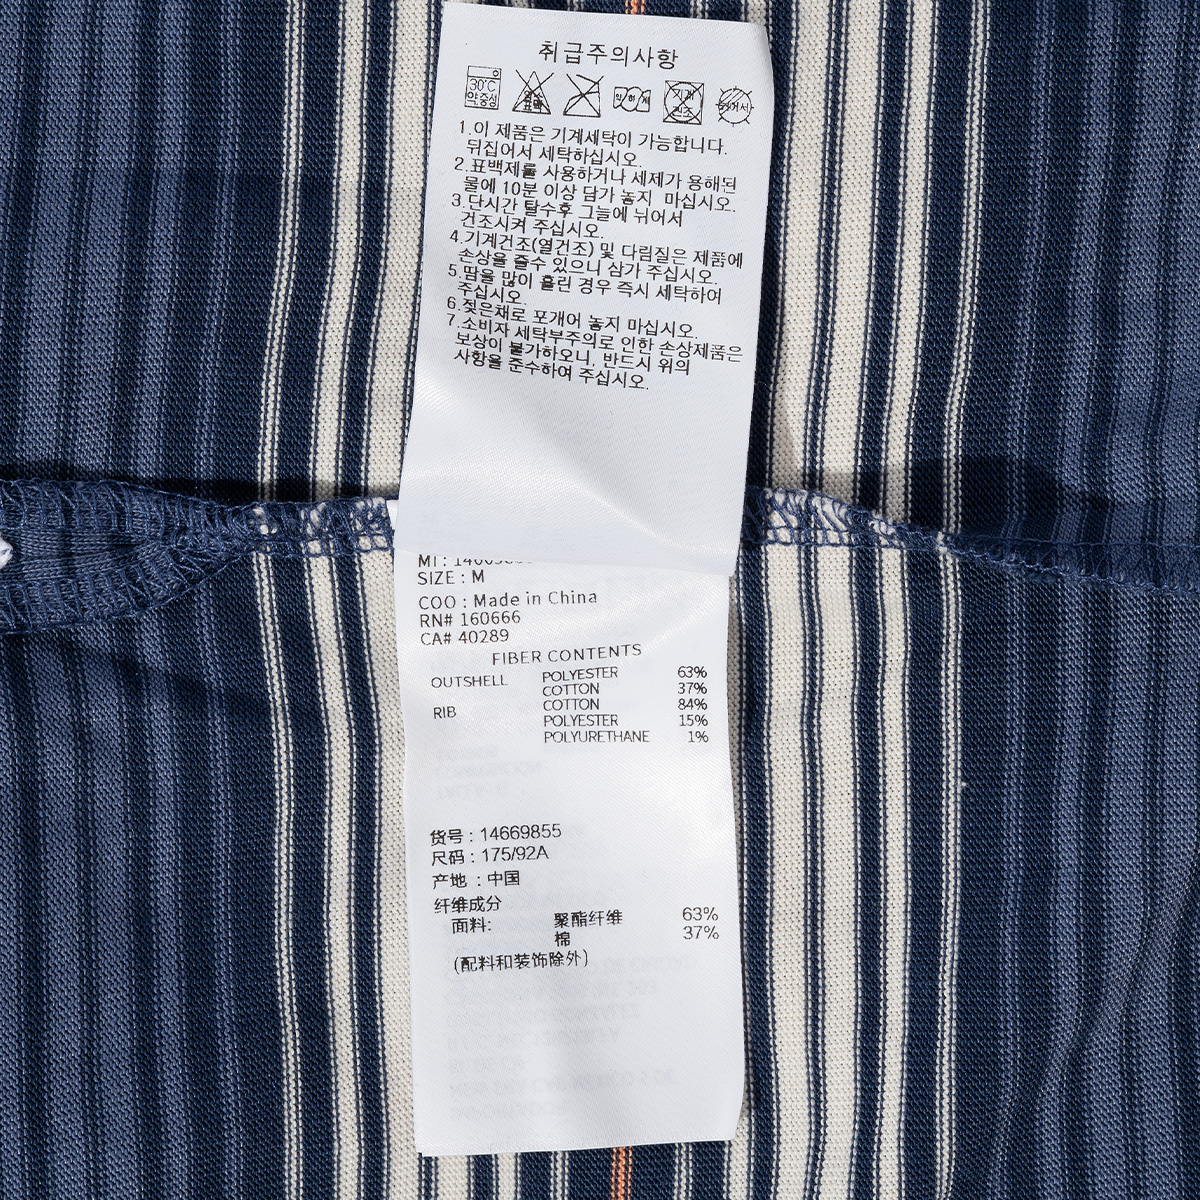 취급주의사항
30℃
약중성
1.이 제품은 기계세탁이 가능합니다.
뒤집어서 세탁하십시오.
2.표백제를 사용하거나 세제가 용해된
물에 10분 이상 담가 놓지 마십시오.
3.단시간 탈수후 그늘에 뉘어서
건조시켜 주십시오.
4.기계건조(열건조) 및 다림질은 제품에
손상을 줄수 있으니 삼가 주십시오.
5.땀을 많이 흘린 경우 즉시 세탁하여
주십시오.
6.젖은채로 포개어 놓지 마십시오.
7.소비자 세탁부주의로 인한 손상제품은
보상이 불가하오니, 반드시 위의
사항을 준수하여 주십시오.
SIZE : M
COO : Made in China
RN# 160666
CA# 40289
FIBER CONTENTS
OUTSHELL POLYESTER 63%
COTTON 37%
RIB COTTON 84%
POLYESTER 15%
POLYURETHANE 1%
货号 : 14669855
尺码 : 175/92A
产地 : 中国
纤维成分
面料: 聚酯纤维 63%
棉 37%
(配料和装饰除外)